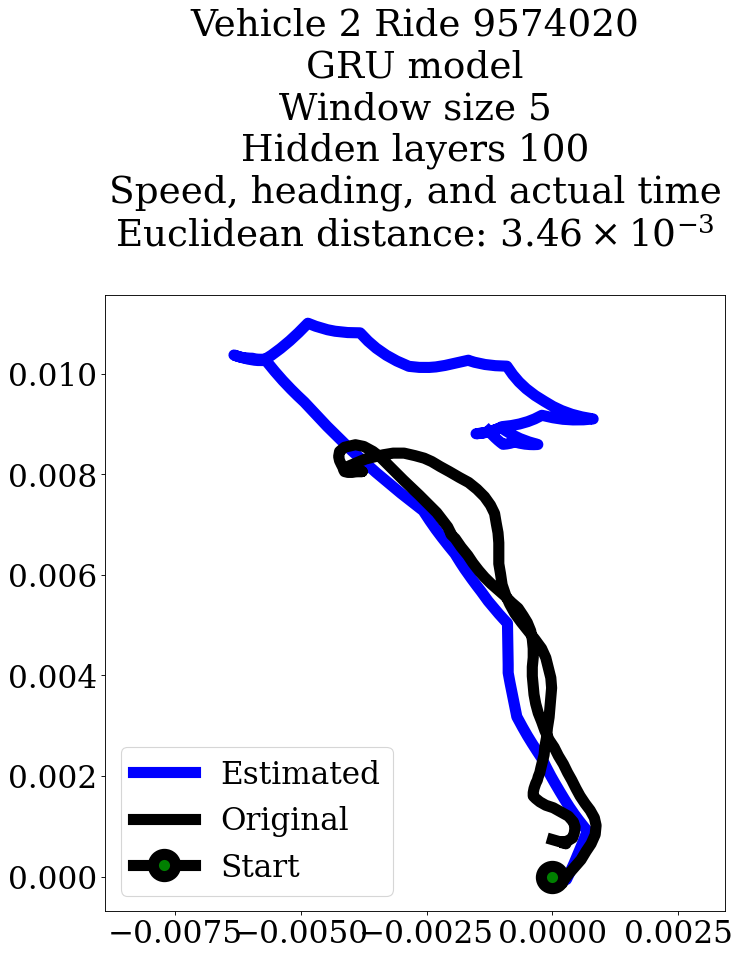 Vehicle 2 Ride 9574020
GRU model
Window size 5
Hidden layers 100
Speed, heading, and actual time
Euclidean distance: 3.46 × 10⁻³
0.010
0.008
0.006
0.004
0.002
0.000
Estimated
Original
Start
−0.0075 −0.0050 −0.0025 0.0000 0.0025